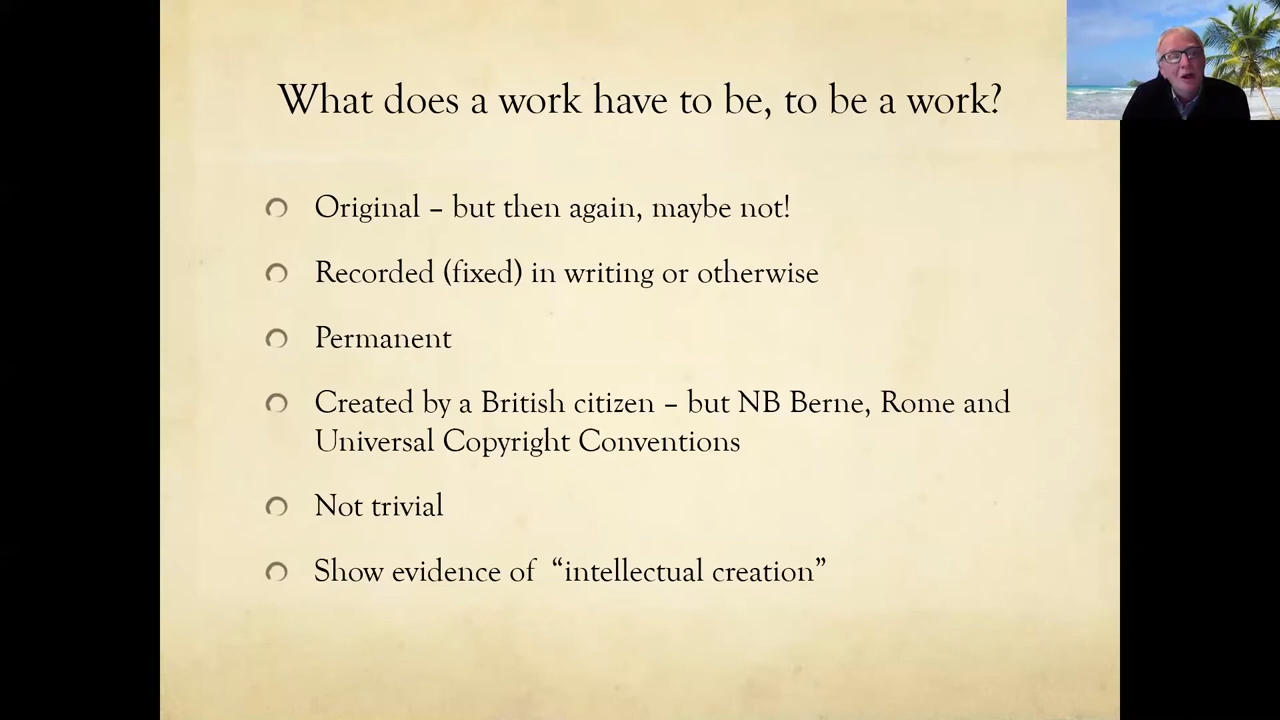 What does a work have to be, to be a work?
Original – but then again, maybe not!
Recorded (fixed) in writing or otherwise
Permanent
Created by a British citizen – but NB Berne, Rome and
Universal Copyright Conventions
Not trivial
Show evidence of “intellectual creation”